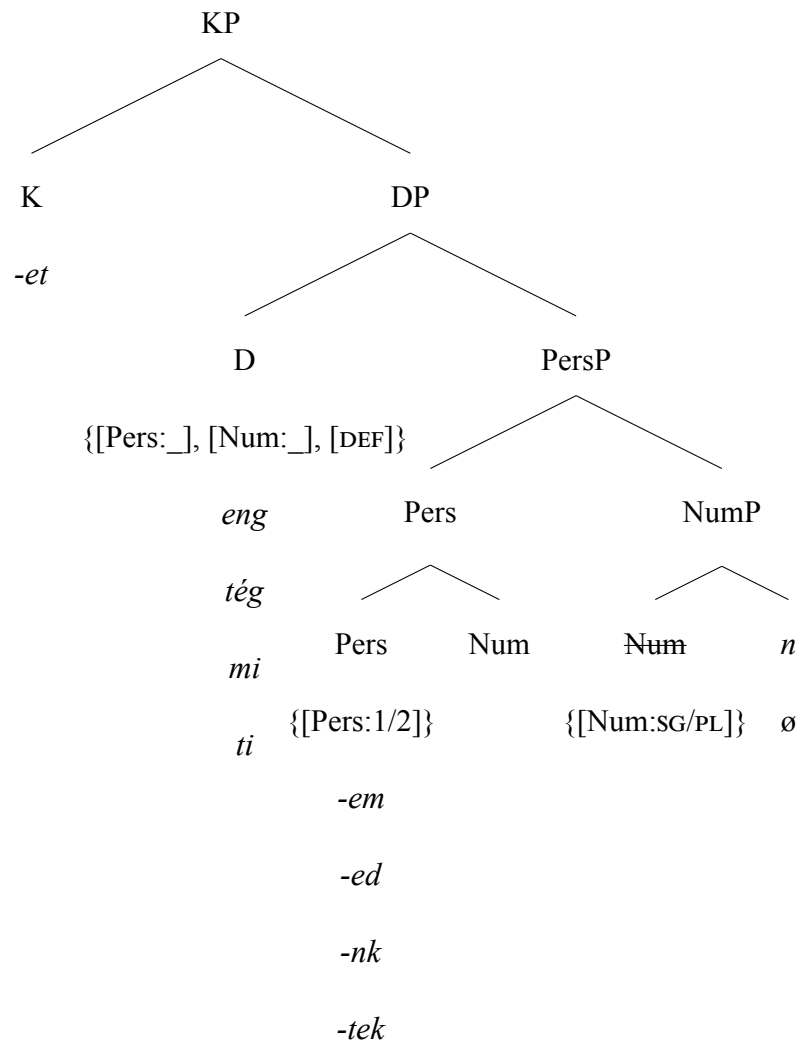 KP
K DP
-et
D PersP
{[Pers:_], [Num:_], [DEF]}
eng Pers NumP
tég
Pers Num Num n
mi
{[Pers:1/2]} {[Num:SG/PL]} ø
ti
-em
-ed
-nk
-tek